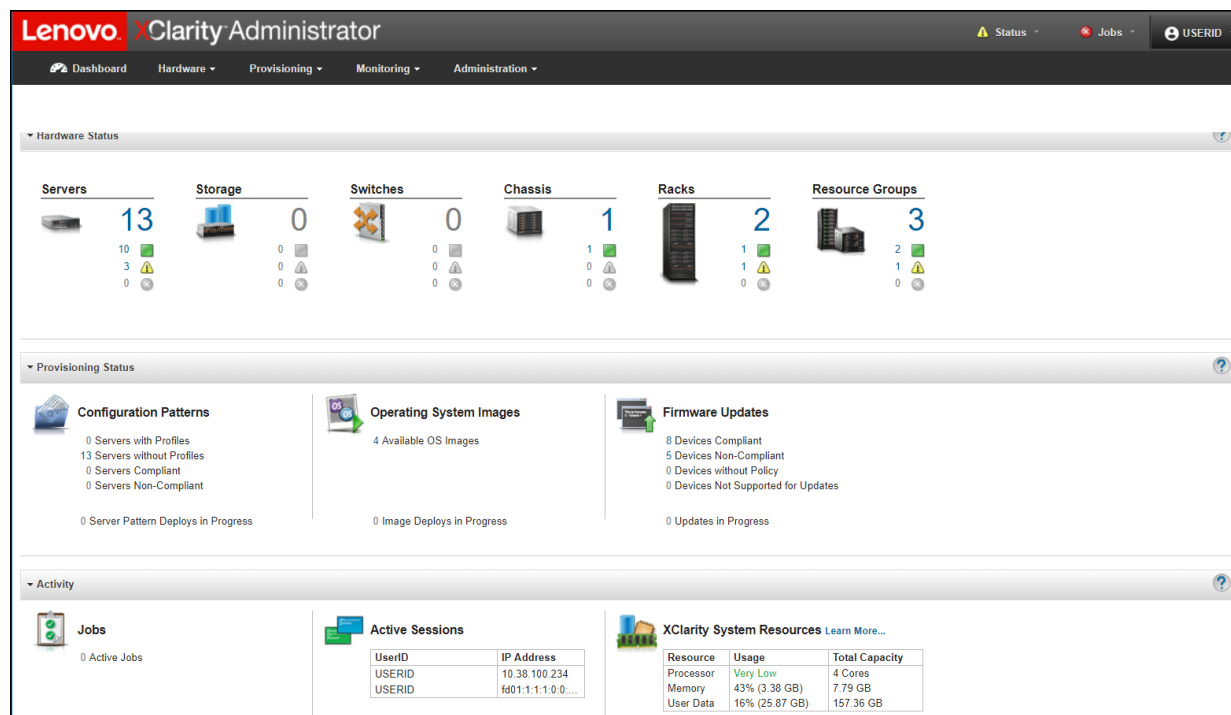 Lenovo. XClarity Administrator
Status
Jobs
USERID
Dashboard
Hardware
Provisioning
Monitoring
Administration
Hardware Status
?
Servers
13
10
3
0
Storage
0
0
0
0
Switches
0
0
0
0
Chassis
1
1
0
0
Racks
2
1
1
0
Resource Groups
3
2
1
0
Provisioning Status
?
Configuration Patterns
0 Servers with Profiles
13 Servers without Profiles
0 Servers Compliant
0 Servers Non-Compliant
0 Server Pattern Deploys in Progress
OS
OS
Operating System Images
4 Available OS Images
0 Image Deploys in Progress
Firmware Updates
8 Devices Compliant
5 Devices Non-Compliant
0 Devices without Policy
0 Devices Not Supported for Updates
0 Updates in Progress
Activity
?
Jobs
0 Active Jobs
Active Sessions
UserID IP Address
USERID 10.38.100.234
USERID fd01:1:1:1:0:0:...
XClarity System Resources Learn More...
Resource Usage Total Capacity
Processor Very Low 4 Cores
Memory 43% (3.38 GB) 7.79 GB
User Data 16% (25.87 GB) 157.36 GB